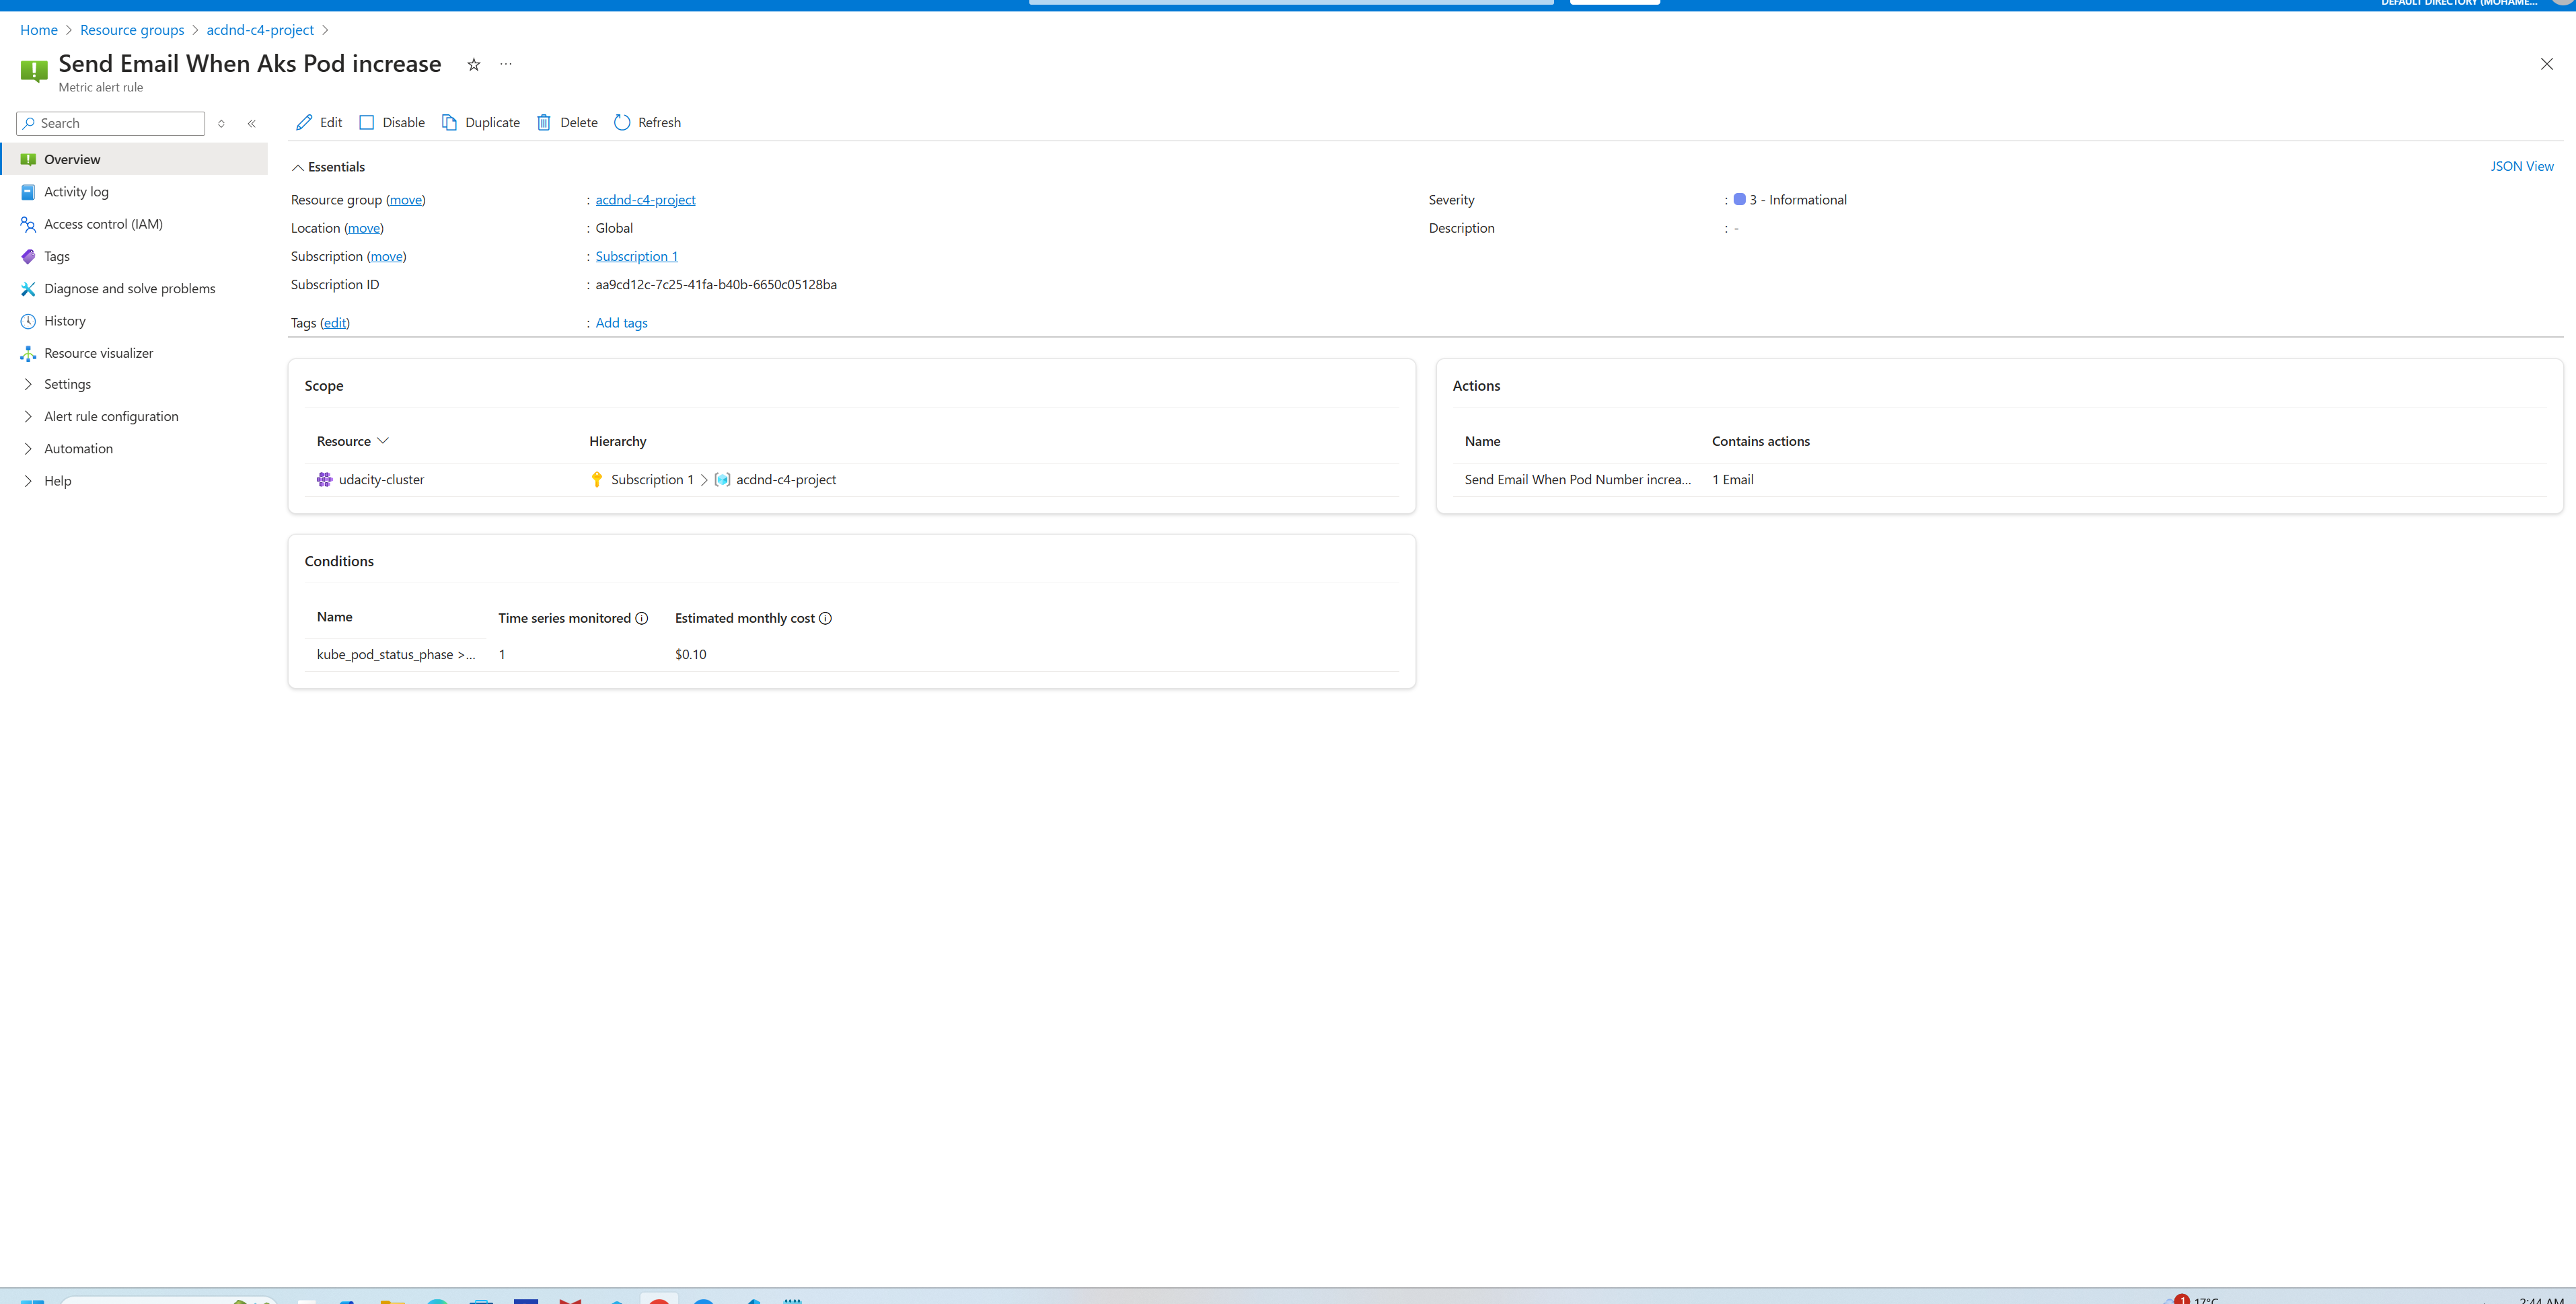 DEFAULT DIRECTORY (MOHAME...
Home > Resource groups > acdnd-c4-project >
Send Email When Aks Pod increase
Metric alert rule
Search
Edit Disable Duplicate Delete Refresh
Overview
Activity log
Access control (IAM)
Tags
Diagnose and solve problems
History
Resource visualizer
Settings
Alert rule configuration
Automation
Help
Essentials
JSON View
Resource group (move) : acdnd-c4-project
Location (move) : Global
Subscription (move) : Subscription 1
Subscription ID : aa9cd12c-7c25-41fa-b40b-6650c05128ba
Tags (edit) : Add tags
Severity : 3 - Informational
Description : -
Scope
Resource Hierarchy
udacity-cluster Subscription 1 > acdnd-c4-project
Actions
Name Contains actions
Send Email When Pod Number increa... 1 Email
Conditions
Name Time series monitored Estimated monthly cost
kube_pod_status_phase >... 1 $0.10
1 17°C
2:44 AM